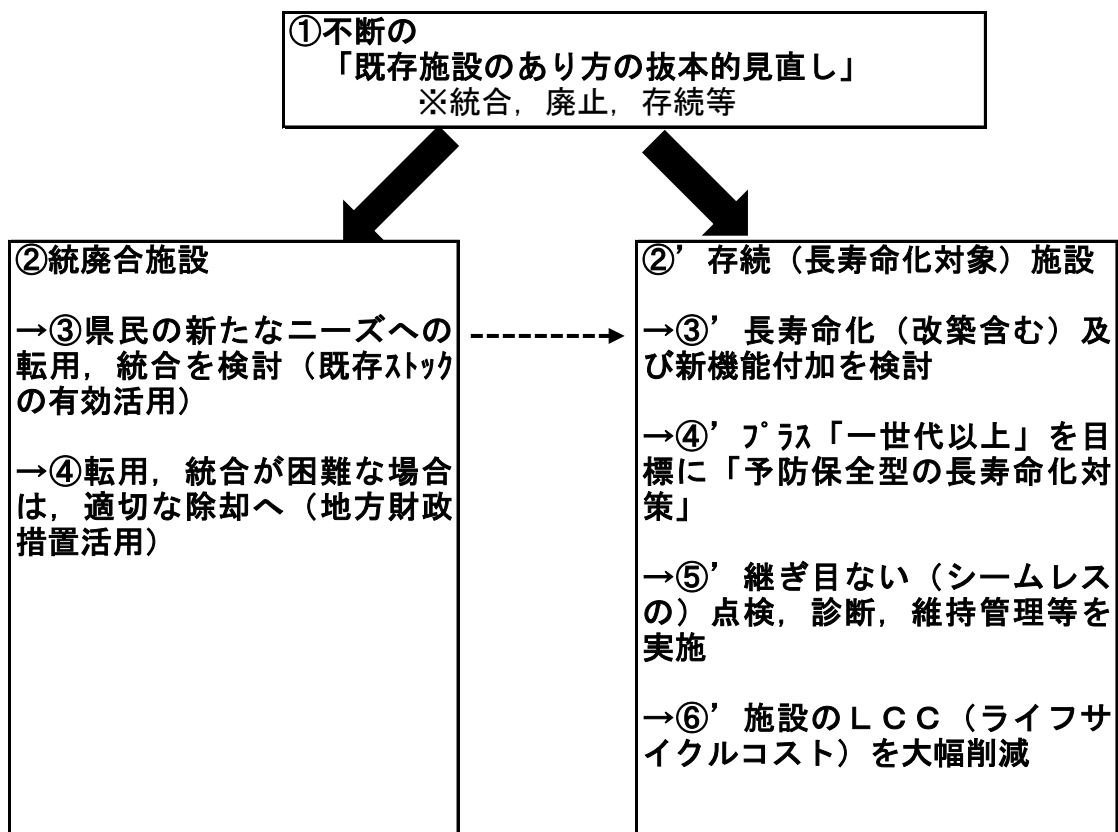 ①不断の
「既存施設のあり方の抜本的見直し」
※統合，廃止，存続等
②統廃合施設
→③県民の新たなニーズへの
転用，統合を検討（既存ｽﾄｯｸ
の有効活用）
→④転用，統合が困難な場合
は，適切な除却へ（地方財政
措置活用）
②’存続（長寿命化対象）施設
→③’長寿命化（改築含む）及
び新機能付加を検討
→④’ﾌﾟﾗｽ「一世代以上」を目
標に「予防保全型の長寿命化対
策」
→⑤’継ぎ目ない（シームレス
の）点検，診断，維持管理等を
実施
→⑥’施設のＬＣＣ（ライフサ
イクルコスト）を大幅削減